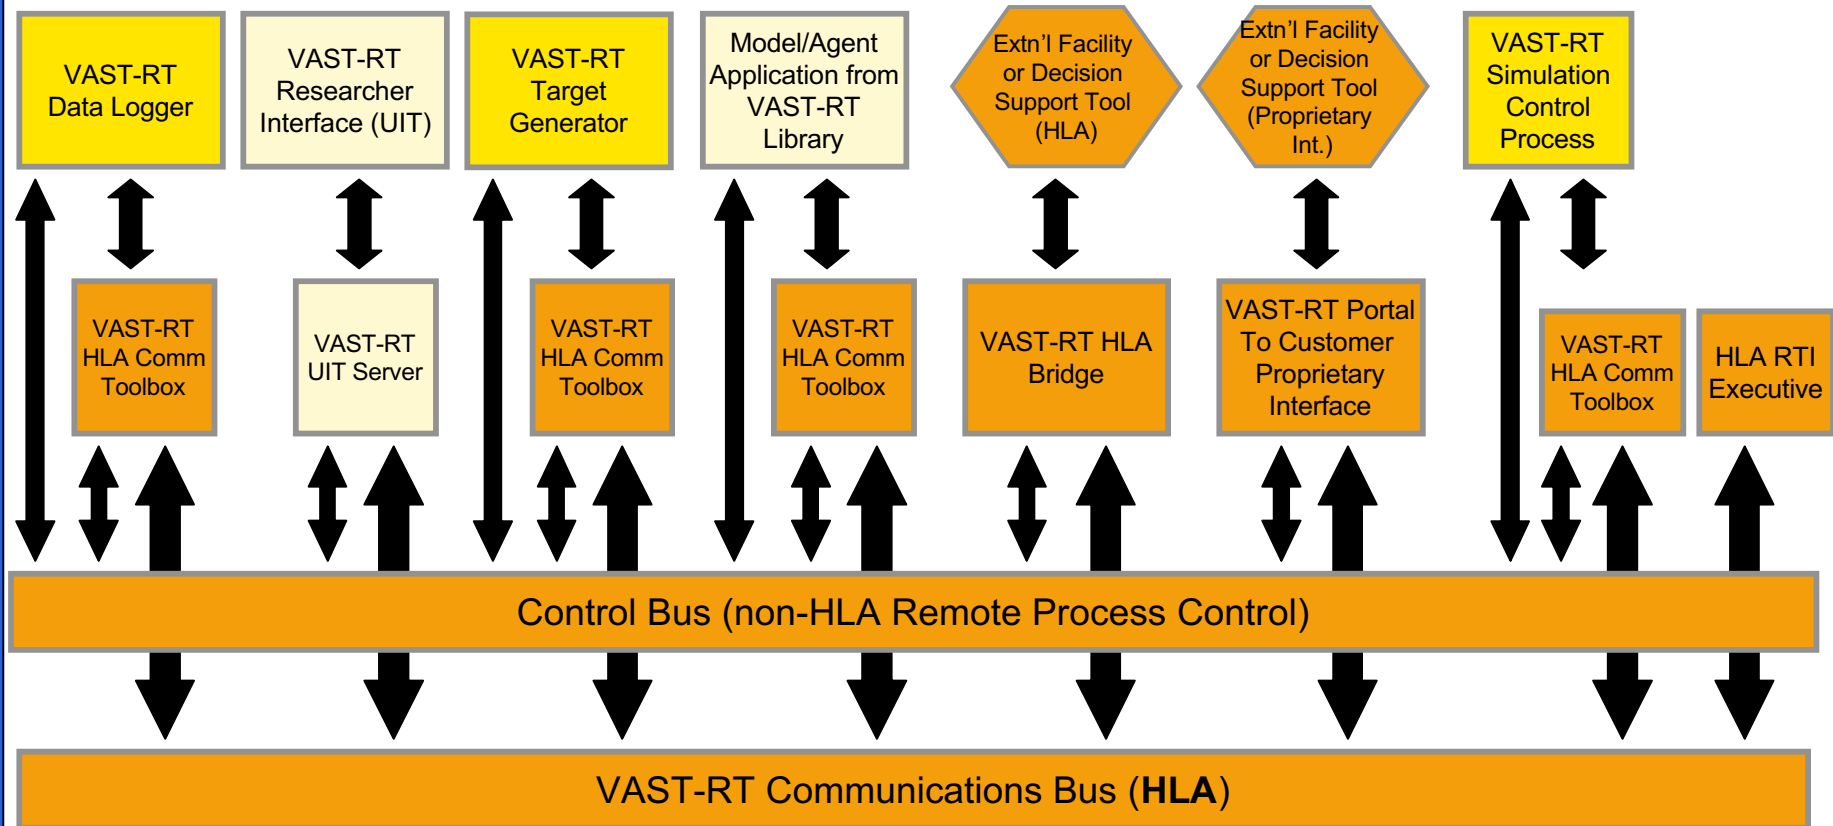 VAST-RT
Data Logger
VAST-RT
Researcher
Interface (UIT)
VAST-RT
Target
Generator
Model/Agent
Application from
VAST-RT
Library
Extn’l Facility
or Decision
Support Tool
(HLA)
Extn’l Facility
or Decision
Support Tool
(Proprietary
Int.)
VAST-RT
Simulation
Control
Process
VAST-RT
HLA Comm
Toolbox
VAST-RT
UIT Server
VAST-RT
HLA Comm
Toolbox
VAST-RT
HLA Comm
Toolbox
VAST-RT HLA
Bridge
VAST-RT Portal
To Customer
Proprietary
Interface
VAST-RT
HLA Comm
Toolbox
HLA RTI
Executive
Control Bus (non-HLA Remote Process Control)
VAST-RT Communications Bus (HLA)